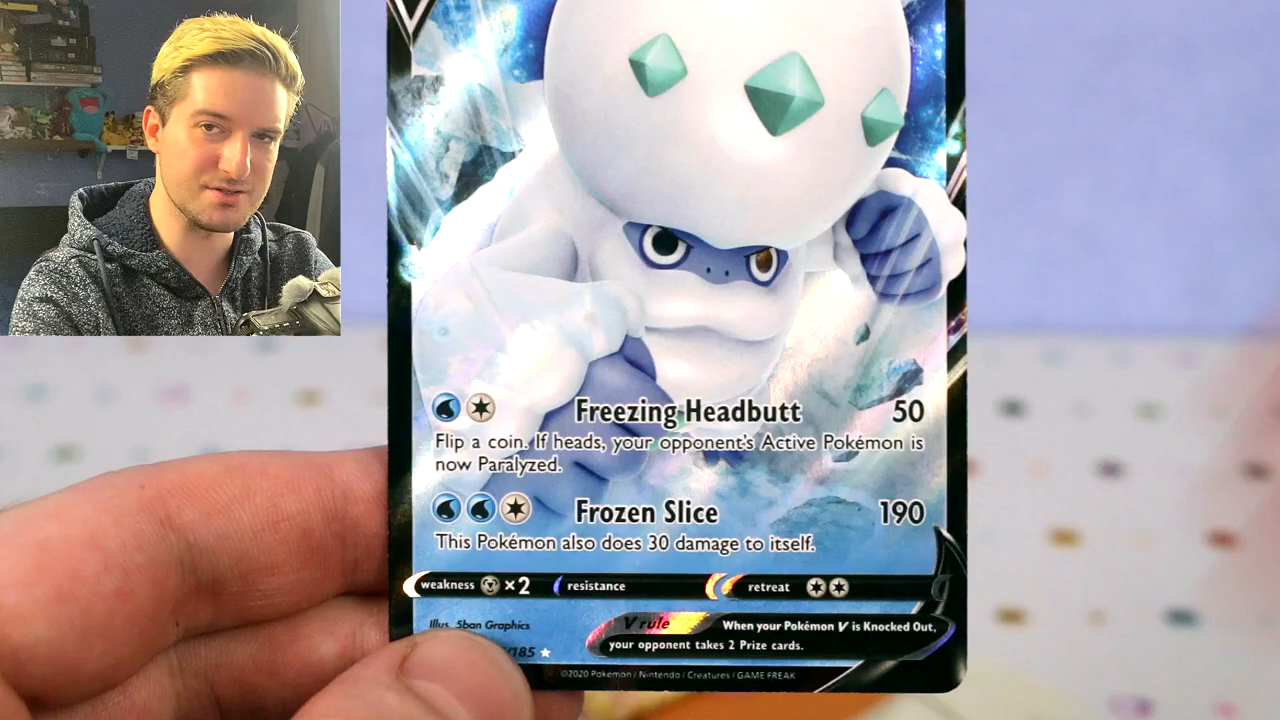 Freezing Headbutt 50
Flip a coin. If heads, your opponent's Active Pokémon is
now Paralyzed.
Frozen Slice 190
This Pokémon also does 30 damage to itself.
weakness ×2 resistance retreat
Illus. 5ban Graphics
V rule When your Pokémon V is Knocked Out,
your opponent takes 2 Prize cards.
/185
©2020 Pokémon / Nintendo / Creatures / GAME FREAK